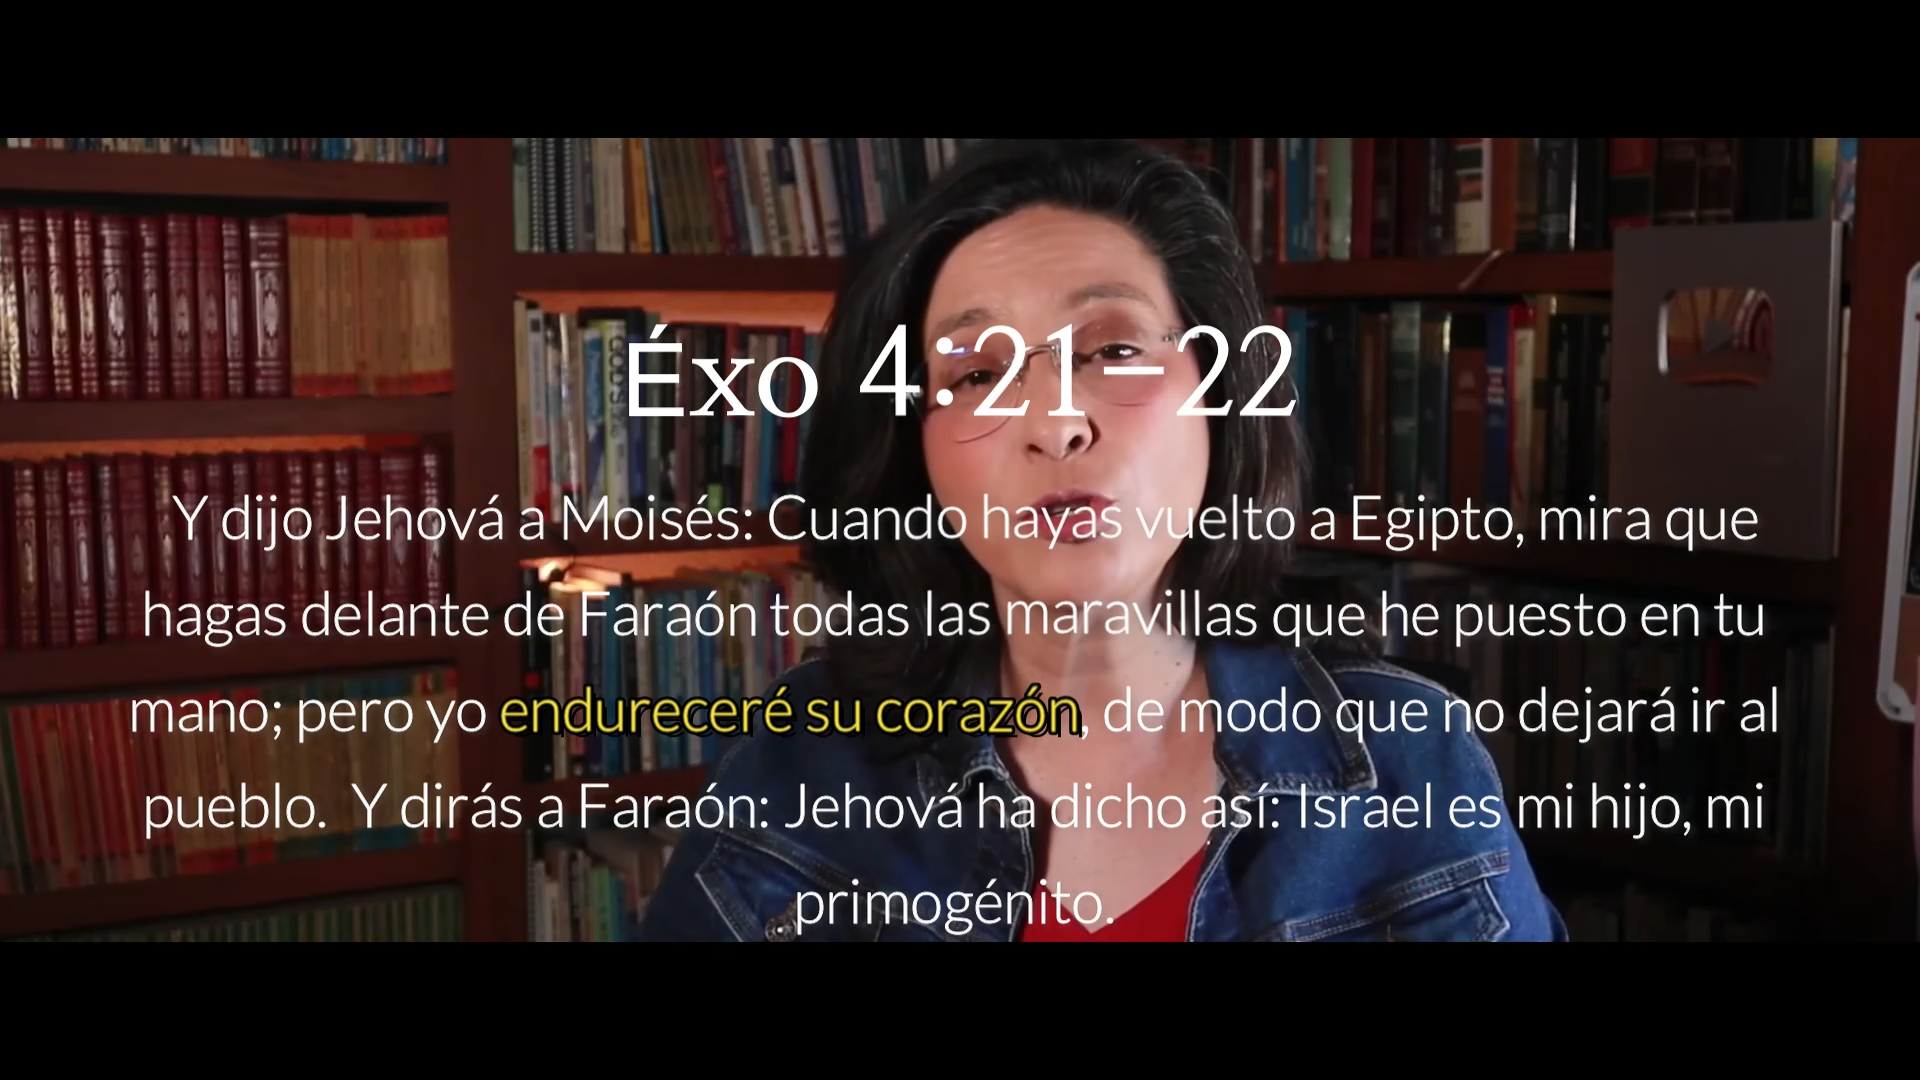 Éxo 4:21-22
Y dijo Jehová a Moisés: Cuando hayas vuelto a Egipto, mira que
hagas delante de Faraón todas las maravillas que he puesto en tu
mano; pero yo endureceré su corazón, de modo que no dejará ir al
pueblo. Y dirás a Faraón: Jehová ha dicho así: Israel es mi hijo, mi
primogénito.